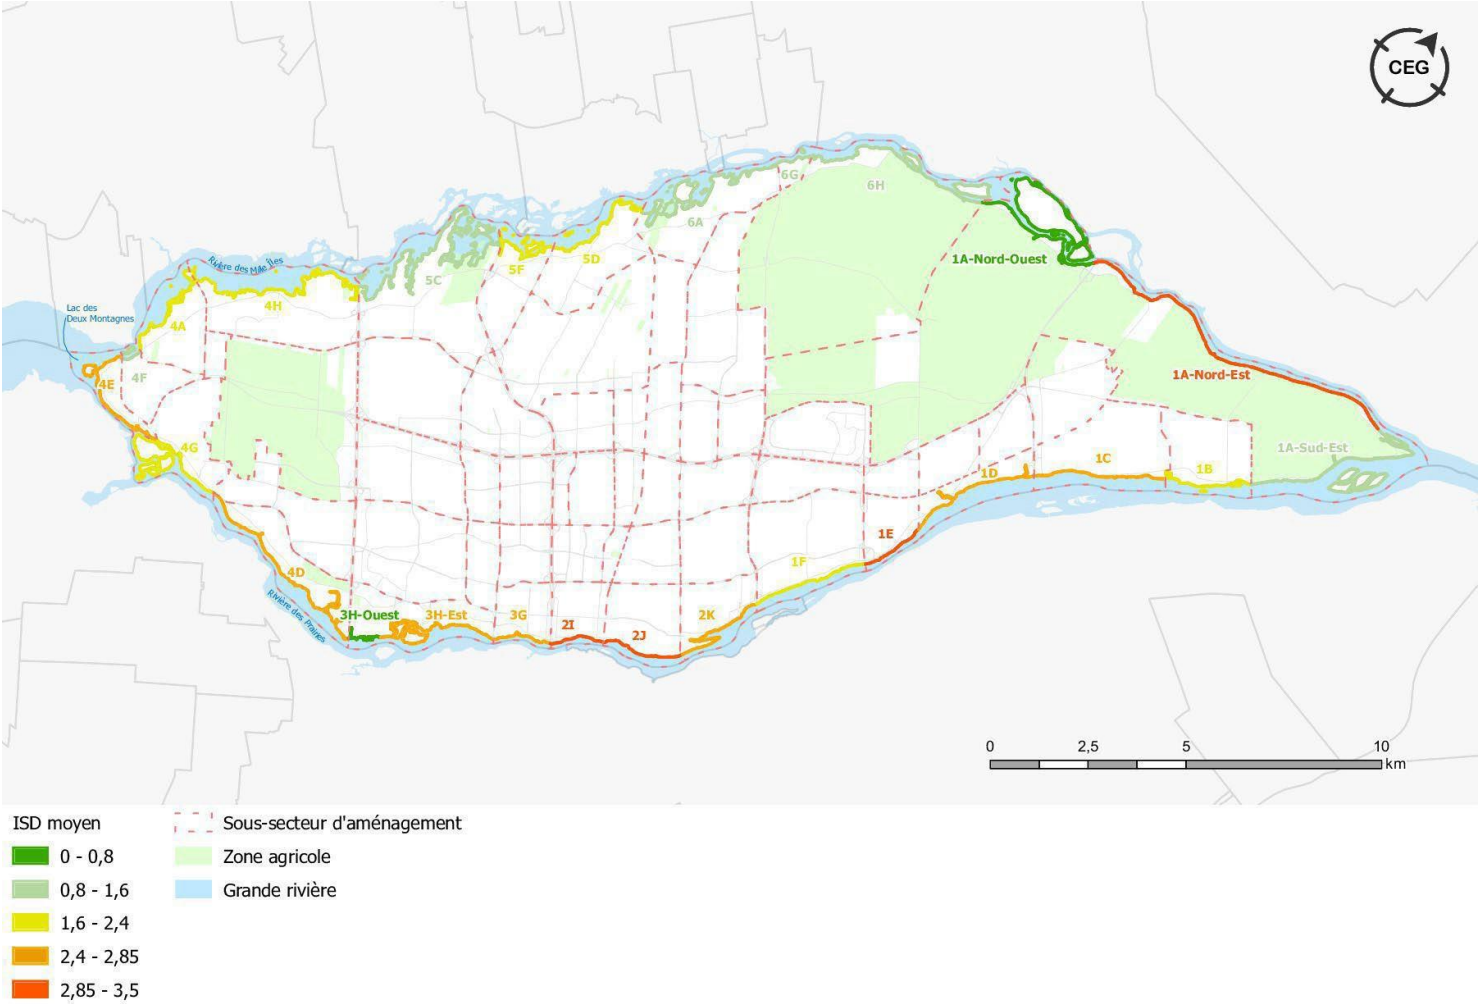 CEG
6G
6H
6A
1A-Nord-Ouest
Rivière des Mille Îles
5C
5F
5D
4H
Lac des
Deux Montagnes
4A
4F
4E
1A-Nord-Est
4G
1A-Sud-Est
1D
1C
1B
1E
1F
4D
Rivière des Prairies
3H-Ouest
3H-Est
3G
2I
2J
2K
0
2,5
5
10
km
ISD moyen
0 - 0,8
0,8 - 1,6
1,6 - 2,4
2,4 - 2,85
2,85 - 3,5
Sous-secteur d'aménagement
Zone agricole
Grande rivière